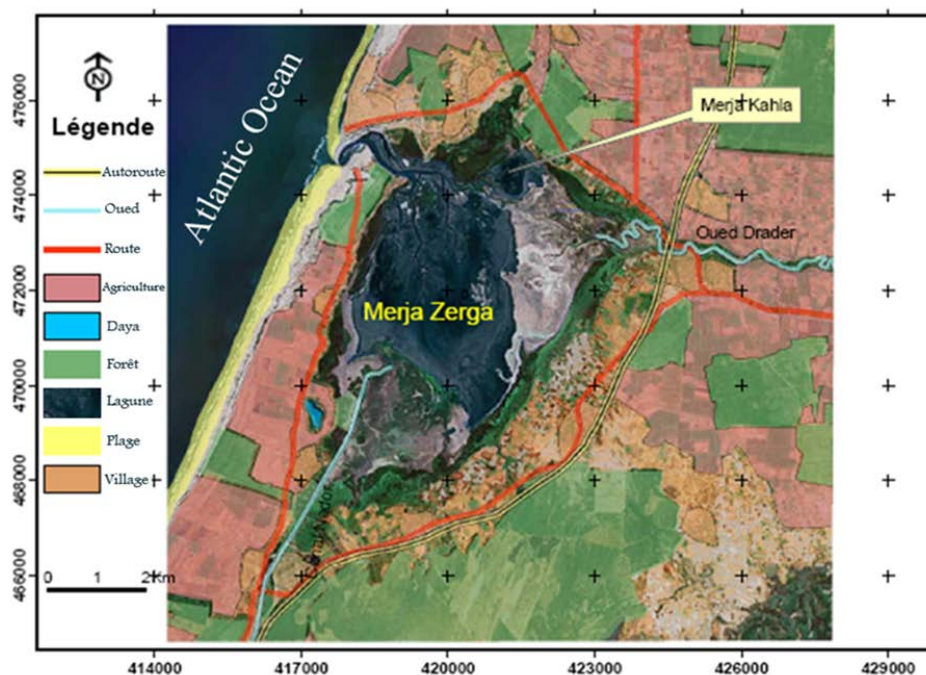 N
Légende
Autoroute
Oued
Route
Agriculture
Daya
Forêt
Lagune
Plage
Village
0 1 2 Km
Atlantic Ocean
Merja Kahla
Oued Drader
Merja Zerga
476000
474000
472000
470000
468000
466000
414000 417000 420000 423000 426000 429000